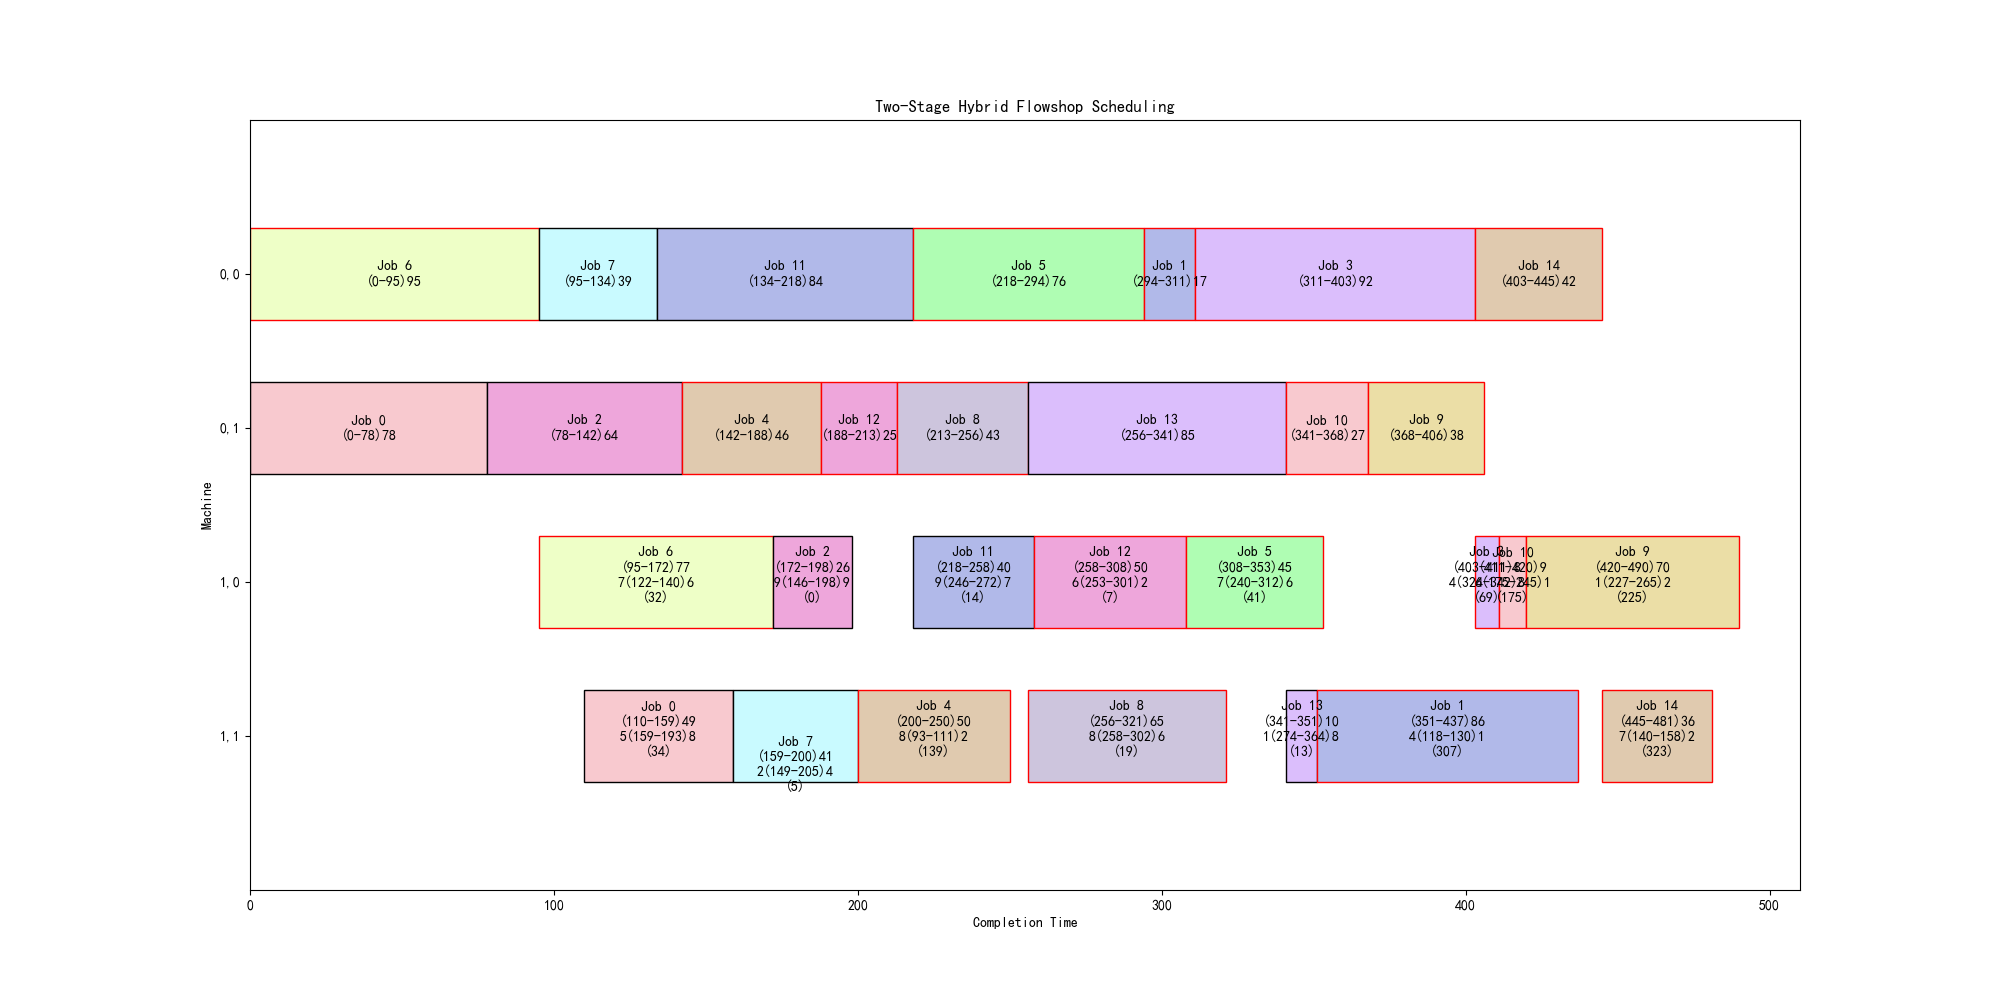 Two-Stage Hybrid Flowshop Scheduling
0,0
Job 6
(0-95)95
Job 7
(95-134)39
Job 11
(134-218)84
Job 5
(218-294)76
Job 1
(294-311)17
Job 3
(311-403)92
Job 14
(403-445)42
0,1
Job 0
(0-78)78
Job 2
(78-142)64
Job 4
(142-188)46
Job 12
(188-213)25
Job 8
(213-256)43
Job 13
(256-341)85
Job 10
(341-368)27
Job 9
(368-406)38
Machine
1,0
Job 6
(95-172)77
7(122-140)6
(32)
Job 2
(172-198)26
9(146-198)9
(0)
Job 11
(218-258)40
9(246-272)7
(14)
Job 12
(258-308)50
6(253-301)2
(7)
Job 5
(308-353)45
7(240-312)6
(41)
(69)
Job 10
(175)
Job 9
(420-490)70
1(227-265)2
(225)
1,1
Job 0
(110-159)49
5(159-193)8
(34)
Job 7
(159-200)41
2(149-205)4
(5)
Job 4
(200-250)50
8(93-111)2
(139)
Job 8
(256-321)65
8(258-302)6
(19)
Job 13
(341-351)10
1(274-364)8
(13)
Job 1
(351-437)86
4(118-130)1
(307)
Job 14
(445-481)36
7(140-158)2
(323)
0
100
200
300
400
500
Completion Time